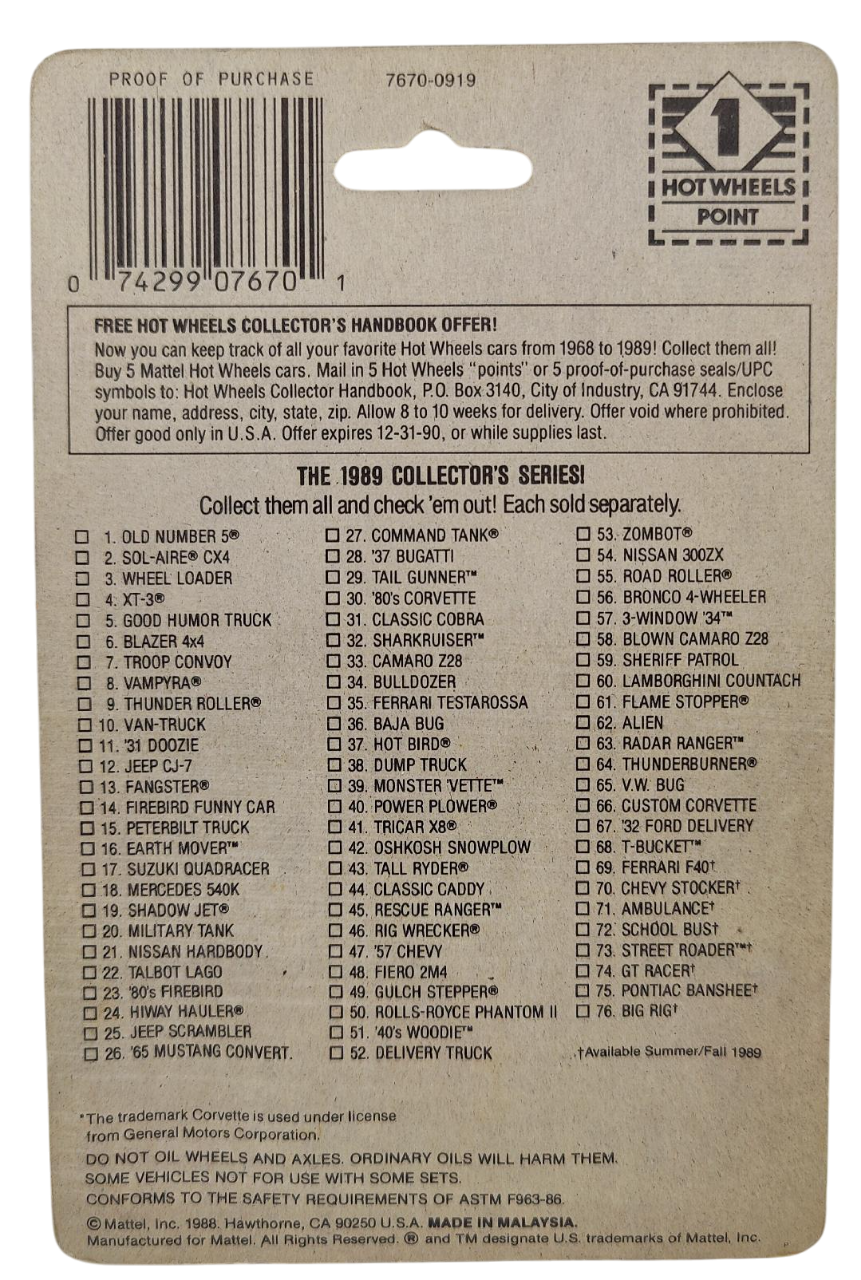 PROOF OF PURCHASE 7670-0919
1
HOT WHEELS
POINT
0 74299 07670 1
FREE HOT WHEELS COLLECTOR'S HANDBOOK OFFER!
Now you can keep track of all your favorite Hot Wheels cars from 1968 to 1989! Collect them all!
Buy 5 Mattel Hot Wheels cars. Mail in 5 Hot Wheels "points" or 5 proof-of-purchase seals/UPC
symbols to: Hot Wheels Collector Handbook, P.O. Box 3140, City of Industry, CA 91744. Enclose
your name, address, city, state, zip. Allow 8 to 10 weeks for delivery. Offer void where prohibited.
Offer good only in U.S.A. Offer expires 12-31-90, or while supplies last.
THE 1989 COLLECTOR'S SERIES!
Collect them all and check 'em out! Each sold separately.
1. OLD NUMBER 5®
2. SOL-AIRE® CX4
3. WHEEL LOADER
4. XT-3®
5. GOOD HUMOR TRUCK
6. BLAZER 4x4
7. TROOP CONVOY
8. VAMPYRA®
9. THUNDER ROLLER®
10. VAN-TRUCK
11. '31 DOOZIE
12. JEEP CJ-7
13. FANGSTER®
14. FIREBIRD FUNNY CAR
15. PETERBILT TRUCK
16. EARTH MOVER™
17. SUZUKI QUADRACER
18. MERCEDES 540K
19. SHADOW JET®
20. MILITARY TANK
21. NISSAN HARDBODY
22. TALBOT LAGO
23. '80's FIREBIRD
24. HIWAY HAULER®
25. JEEP SCRAMBLER
26. '65 MUSTANG CONVERT.
27. COMMAND TANK®
28. '37 BUGATTI
29. TAIL GUNNER™
30. '80's CORVETTE
31. CLASSIC COBRA
32. SHARKRUISER™
33. CAMARO Z28
34. BULLDOZER
35. FERRARI TESTAROSSA
36. BAJA BUG
37. HOT BIRD®
38. DUMP TRUCK
39. MONSTER 'VETTE™
40. POWER PLOWER®
41. TRICAR X8®
42. OSHKOSH SNOWPLOW
43. TALL RYDER®
44. CLASSIC CADDY
45. RESCUE RANGER™
46. RIG WRECKER®
47. '57 CHEVY
48. FIERO 2M4
49. GULCH STEPPER®
50. ROLLS-ROYCE PHANTOM II
51. '40's WOODIE™
52. DELIVERY TRUCK
53. ZOMBOT®
54. NISSAN 300ZX
55. ROAD ROLLER®
56. BRONCO 4-WHEELER
57. 3-WINDOW '34™
58. BLOWN CAMARO Z28
59. SHERIFF PATROL
60. LAMBORGHINI COUNTACH
61. FLAME STOPPER®
62. ALIEN
63. RADAR RANGER™
64. THUNDERBURNER®
65. V.W. BUG
66. CUSTOM CORVETTE
67. '32 FORD DELIVERY
68. T-BUCKET™
69. FERRARI F40†
70. CHEVY STOCKER†
71. AMBULANCE†
72. SCHOOL BUS†
73. STREET ROADER™†
74. GT RACER†
75. PONTIAC BANSHEE†
76. BIG RIG†
†Available Summer/Fall 1989
*The trademark Corvette is used under license
from General Motors Corporation.
DO NOT OIL WHEELS AND AXLES. ORDINARY OILS WILL HARM THEM.
SOME VEHICLES NOT FOR USE WITH SOME SETS.
CONFORMS TO THE SAFETY REQUIREMENTS OF ASTM F963-86.
© Mattel, Inc. 1988. Hawthorne, CA 90250 U.S.A. MADE IN MALAYSIA.
Manufactured for Mattel. All Rights Reserved. ® and TM designate U.S. trademarks of Mattel, Inc.